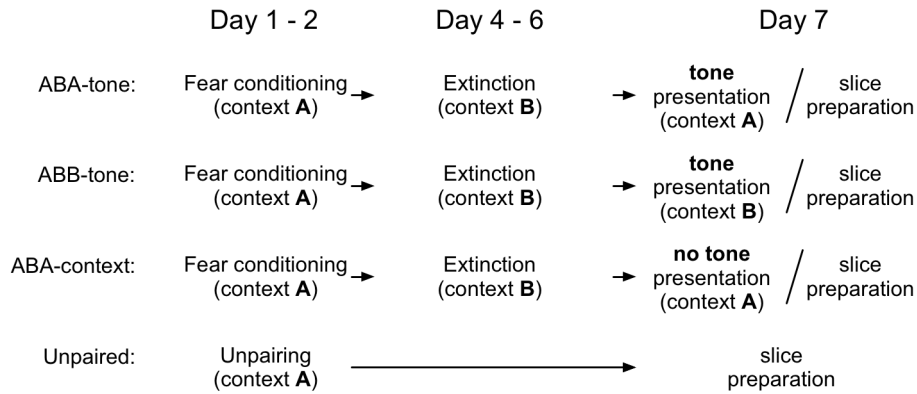 Day 1 - 2 Day 4 - 6 Day 7
ABA-tone: Fear conditioning Extinction tone slice
(context A) (context B) presentation preparation
(context A)
ABB-tone: Fear conditioning Extinction tone slice
(context A) (context B) presentation preparation
(context B)
ABA-context: Fear conditioning Extinction no tone slice
(context A) (context B) presentation preparation
(context A)
Unpaired: Unpairing slice
(context A) preparation